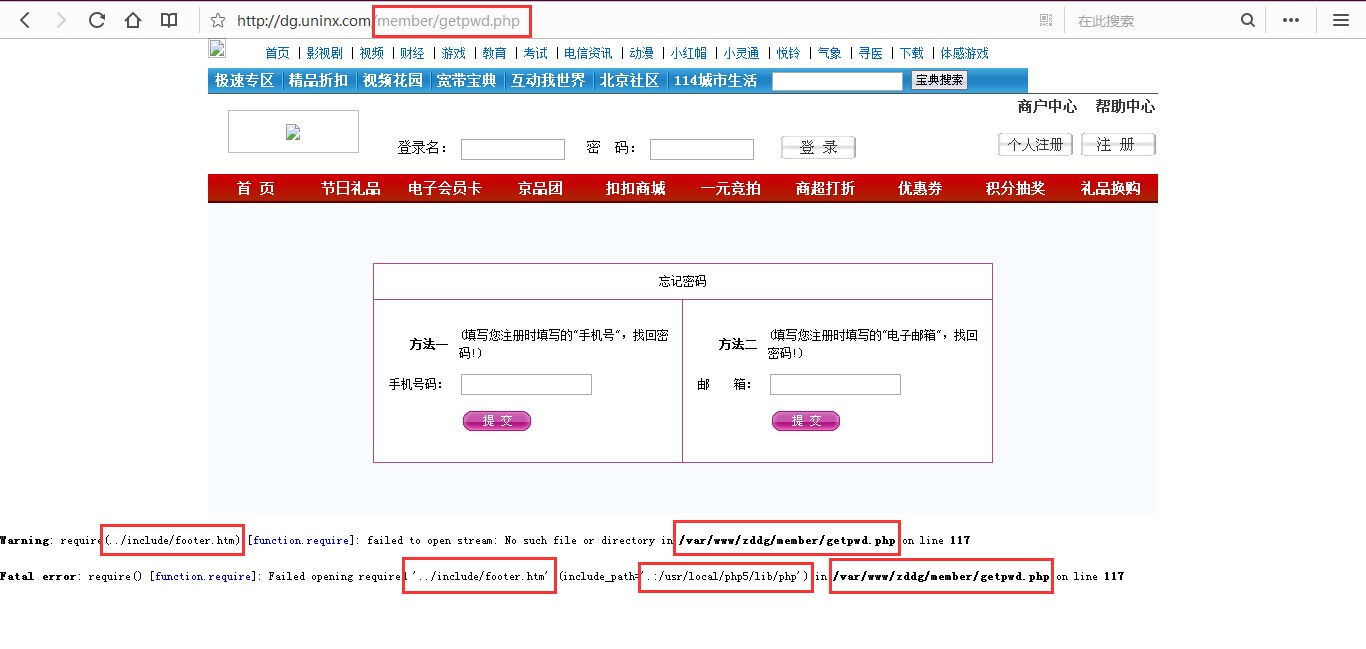 http://dg.uninx.com/member/getpwd.php 在此搜索
首页 | 影视剧 | 视频 | 财经 | 游戏 | 教育 | 考试 | 电信资讯 | 动漫 | 小红帽 | 小灵通 | 悦铃 | 气象 | 寻医 | 下载 | 体感游戏
极速专区 | 精品折扣 | 视频花园 | 宽带宝典 | 互动我世界 | 北京社区 | 114城市生活 宝典搜索
商户中心 帮助中心
登录名: 密 码: 登 录 个人注册 注 册
首 页 节日礼品 电子会员卡 京品团 扣扣商城 一元竞拍 商超打折 优惠券 积分抽奖 礼品换购
忘记密码
方法一 (填写您注册时填写的"手机号", 找回密码!)
手机号码:
提 交
方法二 (填写您注册时填写的"电子邮箱", 找回密码!)
邮 箱:
提 交
Warning: require(../include/footer.htm) [function.require]: failed to open stream: No such file or directory in /var/www/zddg/member/getpwd.php on line 117
Fatal error: require() [function.require]: Failed opening required '../include/footer.htm' (include_path='.:/usr/local/php5/lib/php') in /var/www/zddg/member/getpwd.php on line 117